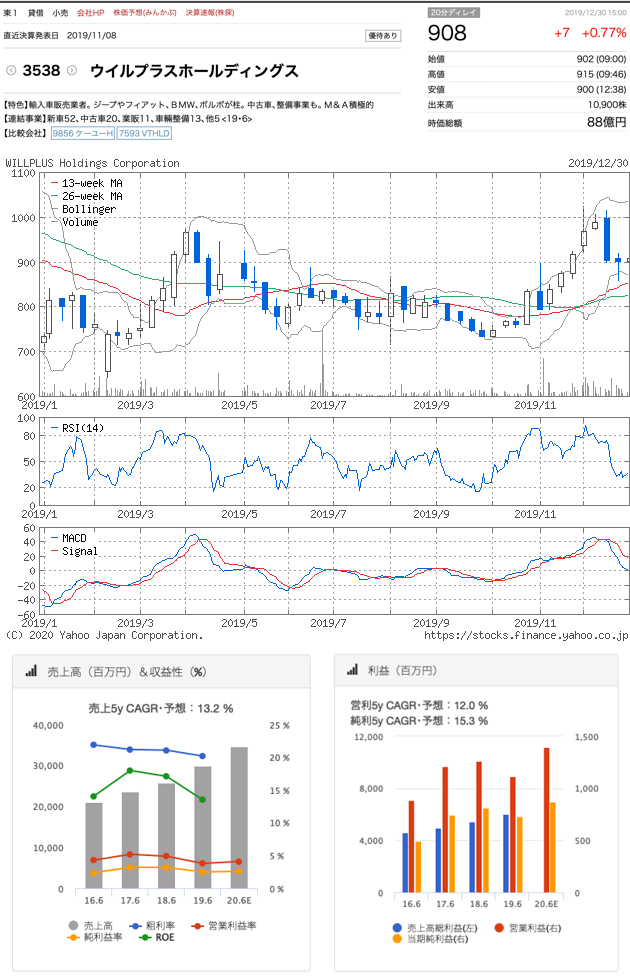 東1 貸借 小売 会社HP 株価予想(みんかぶ) 決算速報(株探)
直近決算発表日 2019/11/08 優待あり
3538 ウイルプラスホールディングス
【特色】輸入車販売業者。ジープやフィアット、BMW、ボルボが柱。中古車、整備事業も。M&A積極的
【連結事業】新車52、中古車20、業販11、車輛整備13、他5 <19・6>
【比較会社】9856 ケーユーH 7593 VTHLD
20分ディレイ 2019/12/30 15:00
908 +7 +0.77%
始値 902 (09:00)
高値 915 (09:46)
安値 900 (12:38)
出来高 10,900株
時価総額 88億円
WILLPLUS Holdings Corporation 2019/12/30
13-week MA
26-week MA
Bollinger
Volume
1100
1000
900
800
700
600
2019/1 2019/3 2019/5 2019/7 2019/9 2019/11
RSI(14)
100
80
50
20
0
2019/1 2019/3 2019/5 2019/7 2019/9 2019/11
MACD
Signal
60
40
20
0
-20
-40
-60
2019/1 2019/3 2019/5 2019/7 2019/9 2019/11
(C) 2020 Yahoo Japan Corporation. https://stocks.finance.yahoo.co.jp
売上高（百万円）＆収益性（%）
売上5y CAGR・予想：13.2 %
40,000
30,000
20,000
10,000
0
25 %
20 %
15 %
10 %
5 %
0 %
16.6 17.6 18.6 19.6 20.6E
売上高 粗利率 営業利益率
純利益率 ROE
利益（百万円）
営利5y CAGR・予想：12.0 %
純利5y CAGR・予想：15.3 %
12,000
8,000
4,000
0
1,500
1,000
500
0
16.6 17.6 18.6 19.6 20.6E
売上高総利益(左) 営業利益(右)
当期純利益(右)